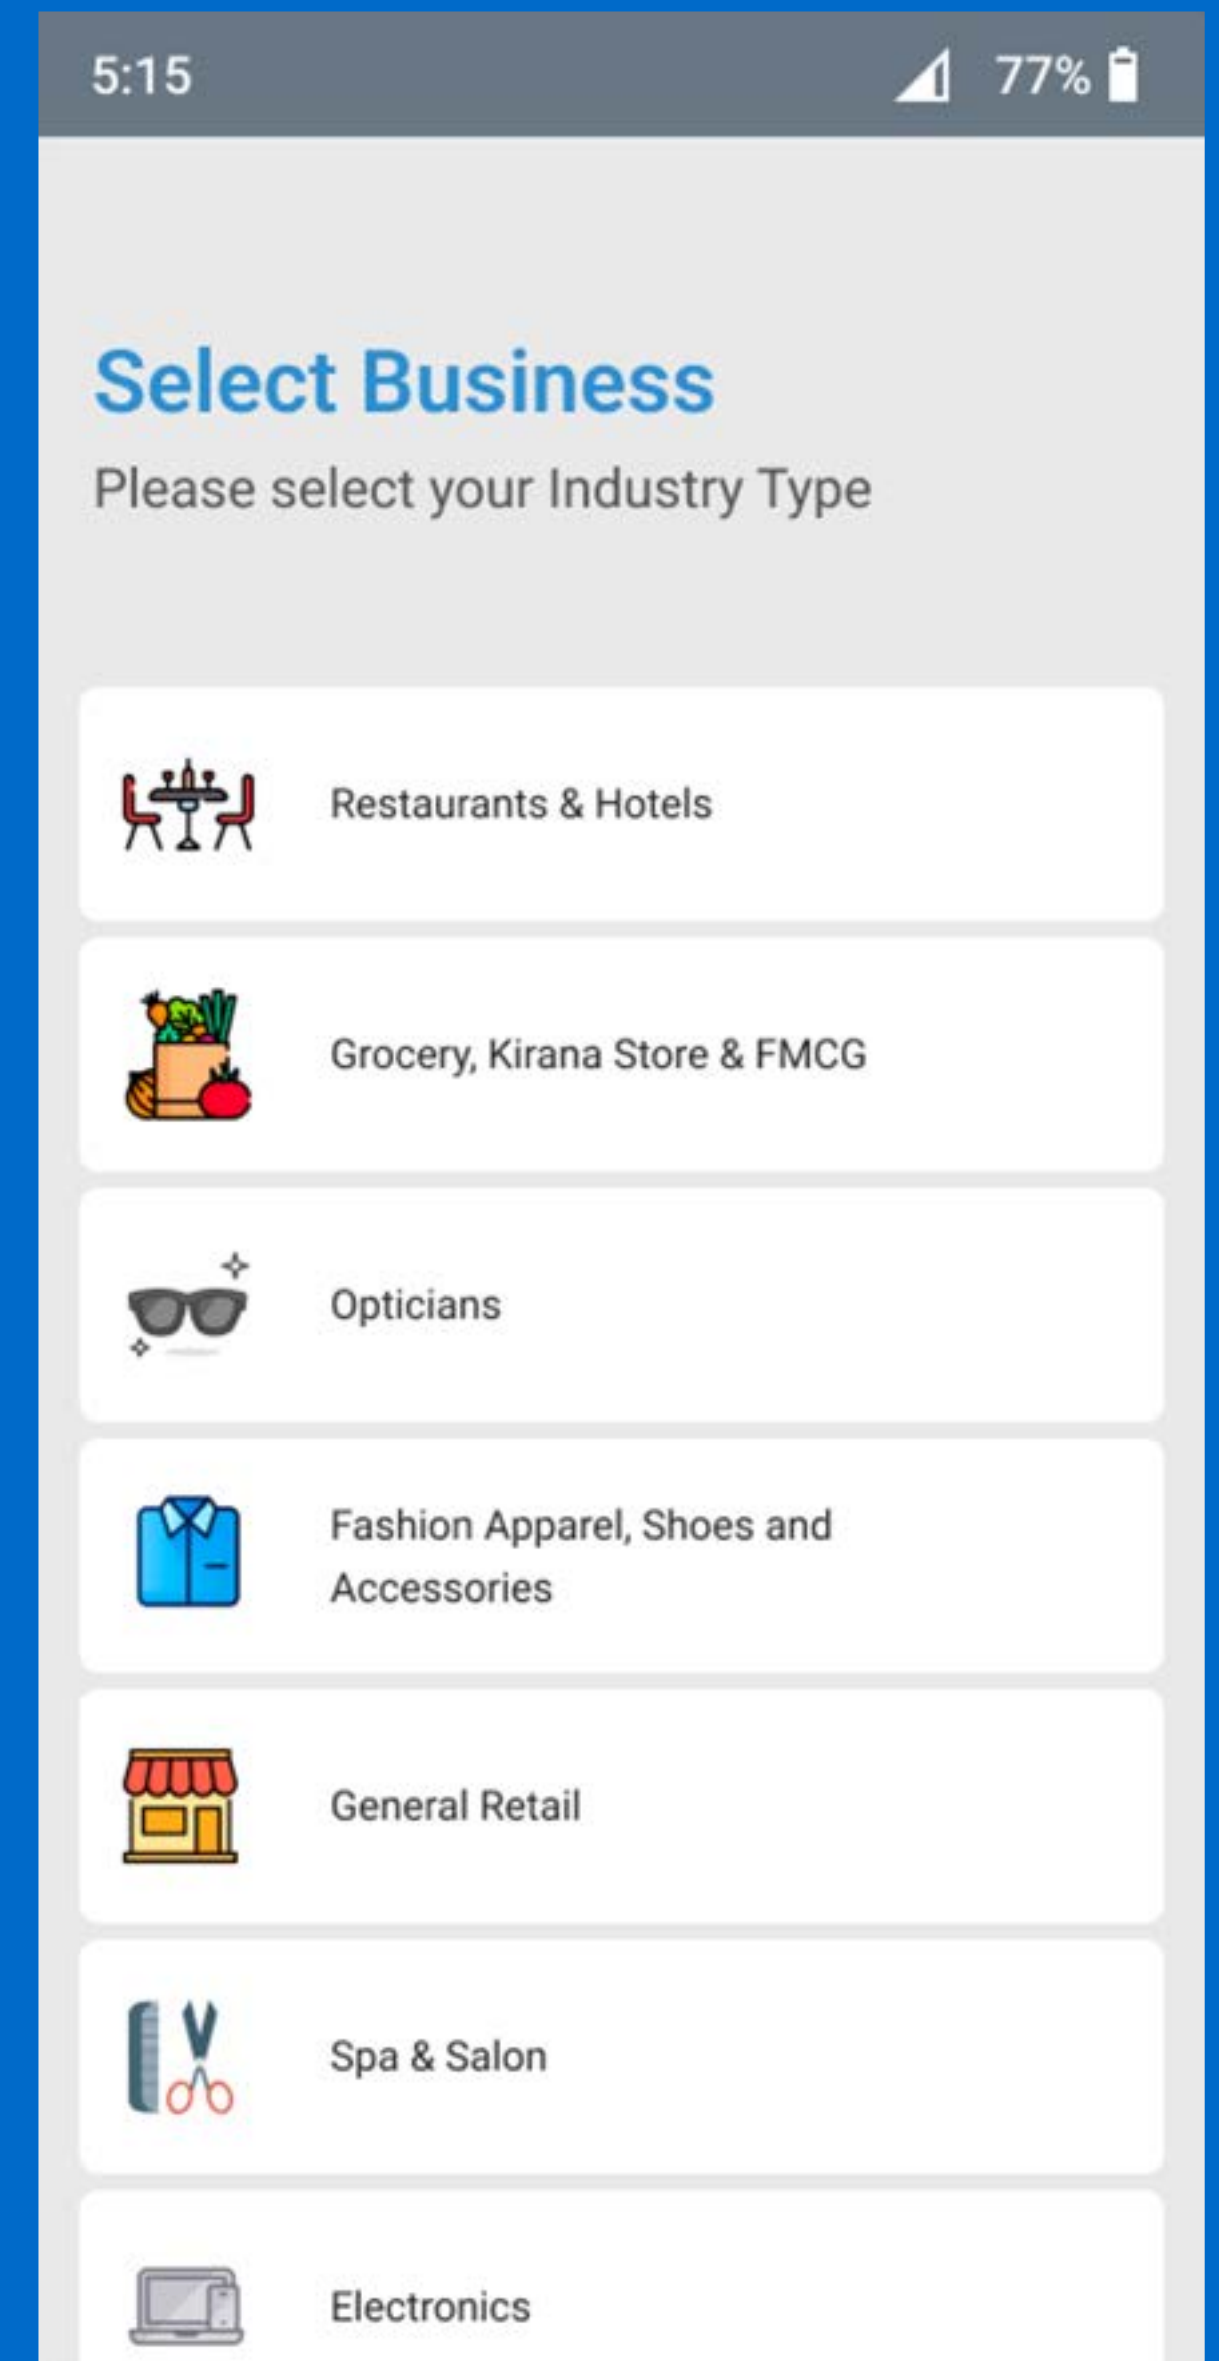 5:15
77%
Select Business
Please select your Industry Type
Restaurants & Hotels
Grocery, Kirana Store & FMCG
Opticians
Fashion Apparel, Shoes and
Accessories
General Retail
Spa & Salon
Electronics